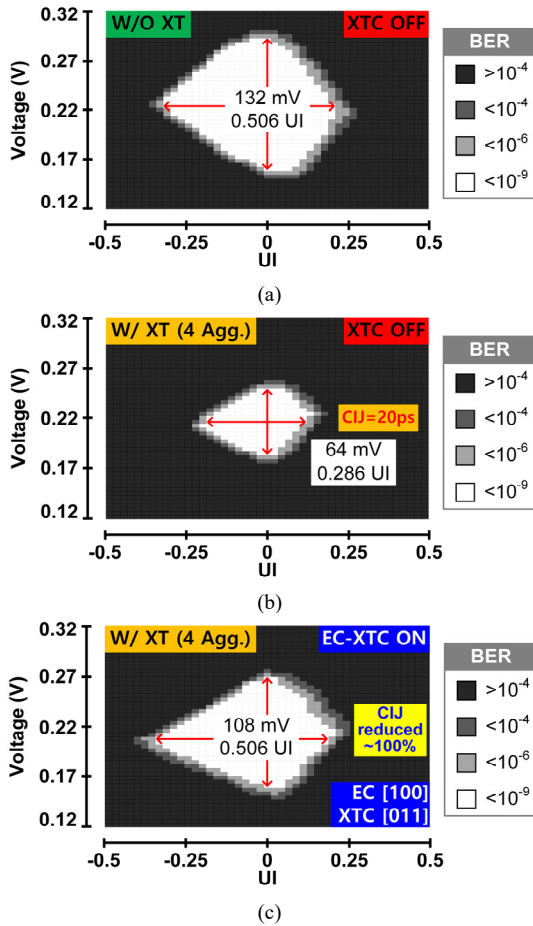 W/O XT
XTC OFF
0.32
0.27
0.22
0.17
0.12
Voltage (V)
132 mV
0.506 UI
-0.5
-0.25
0
0.25
0.5
UI
BER
>10⁻⁴
<10⁻⁴
<10⁻⁶
<10⁻⁹
(a)
W/ XT (4 Agg.)
XTC OFF
0.32
0.27
0.22
0.17
0.12
Voltage (V)
CIJ=20ps
64 mV
0.286 UI
-0.5
-0.25
0
0.25
0.5
UI
BER
>10⁻⁴
<10⁻⁴
<10⁻⁶
<10⁻⁹
(b)
W/ XT (4 Agg.)
EC-XTC ON
0.32
0.27
0.22
0.17
0.12
Voltage (V)
108 mV
0.506 UI
CIJ
reduced
~100%
EC [100]
XTC [011]
-0.5
-0.25
0
0.25
0.5
UI
BER
>10⁻⁴
<10⁻⁴
<10⁻⁶
<10⁻⁹
(c)